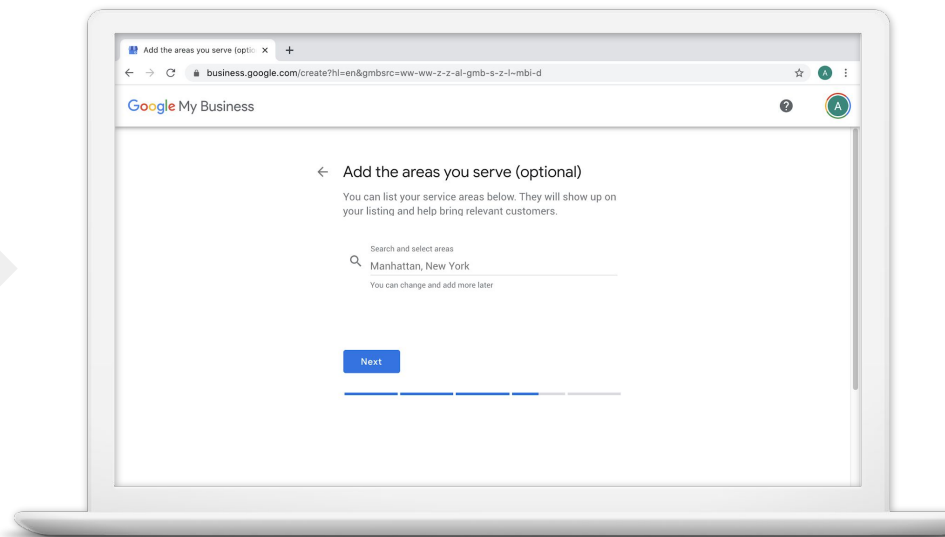 Add the areas you serve (optio
business.google.com/create?hl=en&gmbsrc=ww-ww-z-z-al-gmb-s-z-l~mbi-d
A
Google My Business
?
A
Add the areas you serve (optional)
You can list your service areas below. They will show up on
your listing and help bring relevant customers.
Search and select areas
Manhattan, New York
You can change and add more later
Next